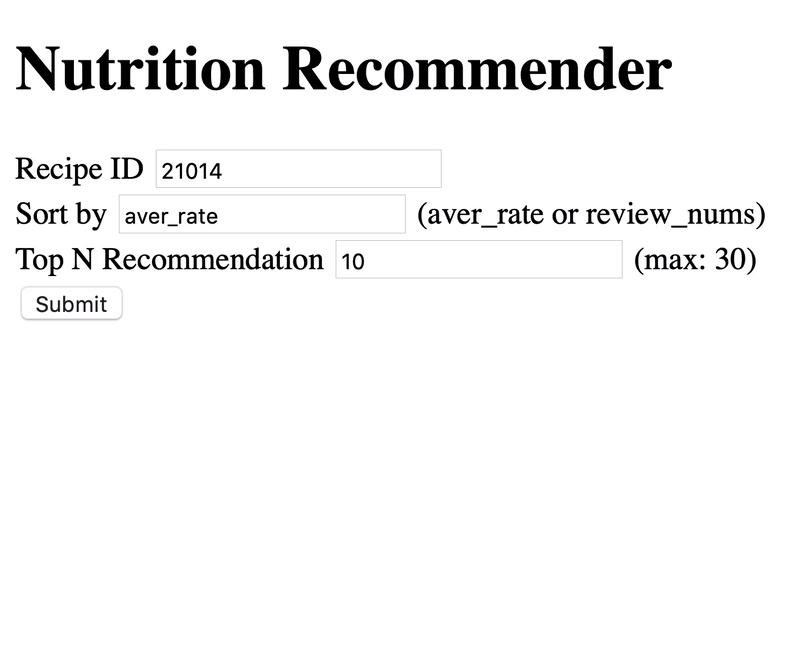 Nutrition Recommender
Recipe ID 21014
Sort by aver_rate (aver_rate or review_nums)
Top N Recommendation 10 (max: 30)
Submit